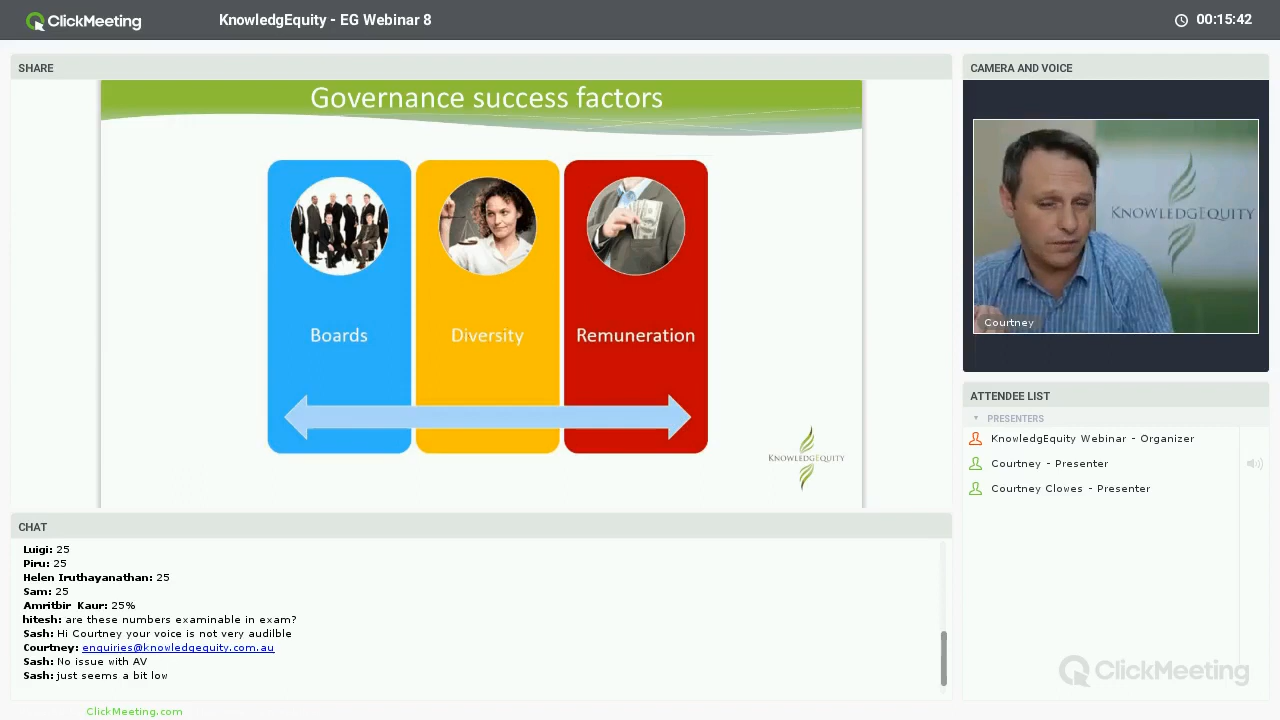 ClickMeeting
KnowledgEquity - EG Webinar 8
00:15:42
SHARE
Governance success factors
Boards
Diversity
Remuneration
KNOWLEDGEQUITY
CAMERA AND VOICE
KNOWLEDGEQUITY
Courtney
ATTENDEE LIST
PRESENTERS
KnowledgEquity Webinar - Organizer
Courtney - Presenter
Courtney Clowes - Presenter
CHAT
Luigi: 25
Piru: 25
Helen Iruthayanathan: 25
Sam: 25
Amritbir Kaur: 25%
hitesh: are these numbers examinable in exam?
Sash: Hi Courtney your voice is not very audilble
Courtney: enquiries@knowledgequity.com.au
Sash: No issue with AV
Sash: just seems a bit low
ClickMeeting
ClickMeeting.com